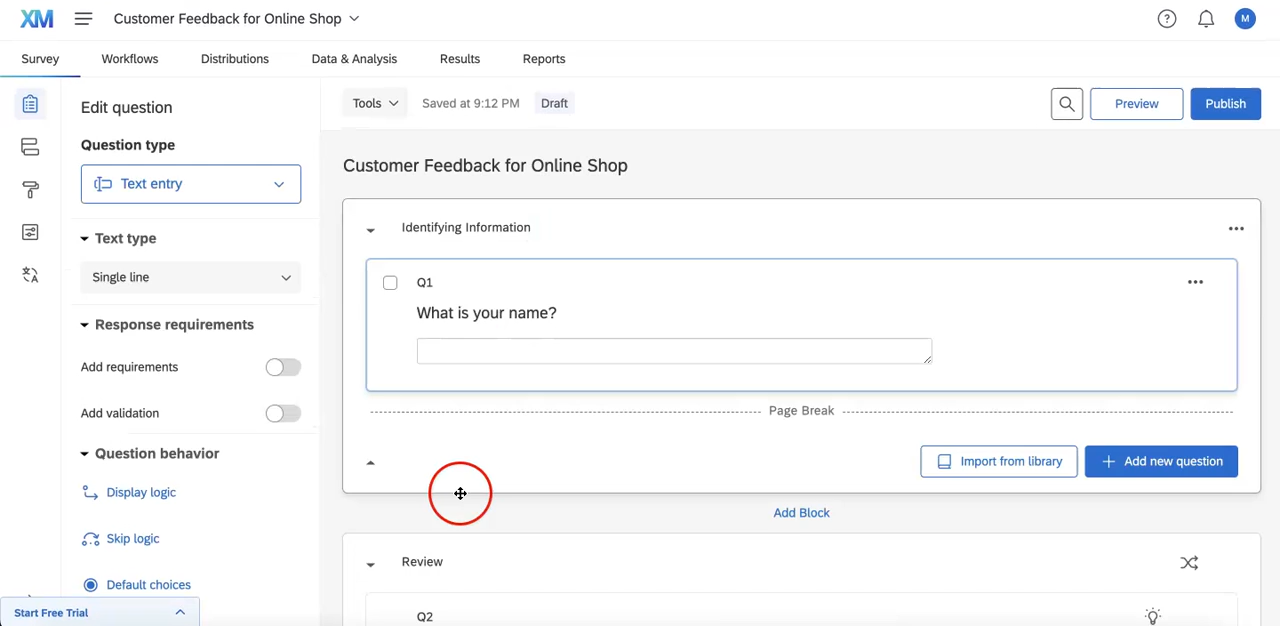 XM
Customer Feedback for Online Shop
M
Survey
Workflows
Distributions
Data & Analysis
Results
Reports
Edit question
Question type
Text entry
Text type
Single line
Response requirements
Add requirements
Add validation
Question behavior
Display logic
Skip logic
Default choices
Start Free Trial
Tools
Saved at 9:12 PM
Draft
Preview
Publish
Customer Feedback for Online Shop
Identifying Information
Q1
What is your name?
Page Break
Import from library
Add new question
Add Block
Review
Q2